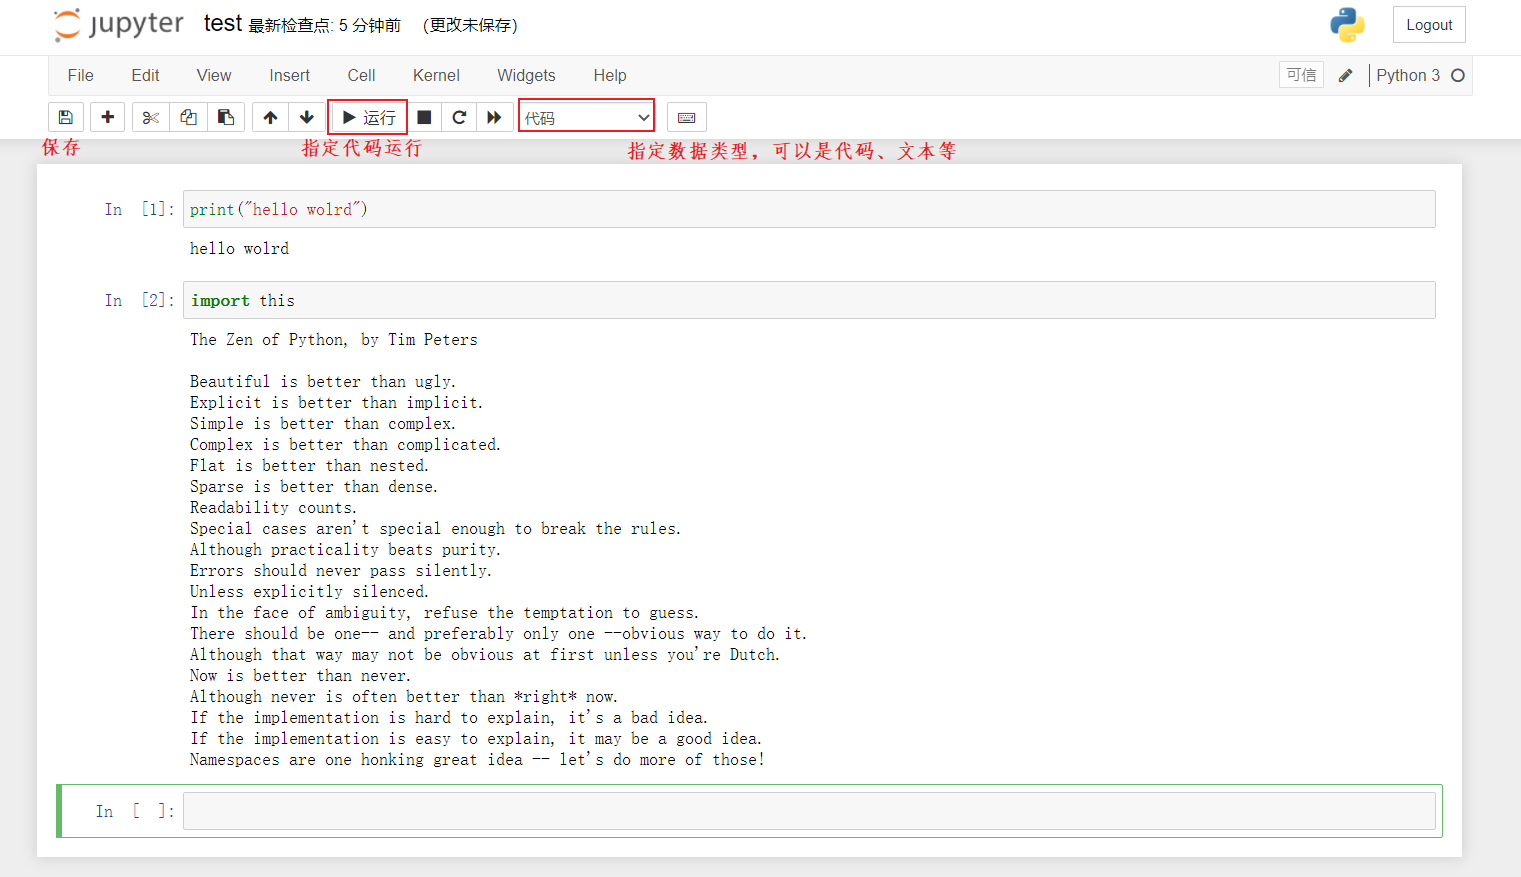 jupyter test 最新检查点: 5 分钟前 (更改未保存) Logout
File Edit View Insert Cell Kernel Widgets Help 可信 Python 3
运行 代码
保存 指定代码运行 指定数据类型，可以是代码、文本等
In [1]: print("hello wolrd")
hello wolrd
In [2]: import this
The Zen of Python, by Tim Peters
Beautiful is better than ugly.
Explicit is better than implicit.
Simple is better than complex.
Complex is better than complicated.
Flat is better than nested.
Sparse is better than dense.
Readability counts.
Special cases aren't special enough to break the rules.
Although practicality beats purity.
Errors should never pass silently.
Unless explicitly silenced.
In the face of ambiguity, refuse the temptation to guess.
There should be one-- and preferably only one --obvious way to do it.
Although that way may not be obvious at first unless you're Dutch.
Now is better than never.
Although never is often better than *right* now.
If the implementation is hard to explain, it's a bad idea.
If the implementation is easy to explain, it may be a good idea.
Namespaces are one honking great idea -- let's do more of those!
In [ ]: